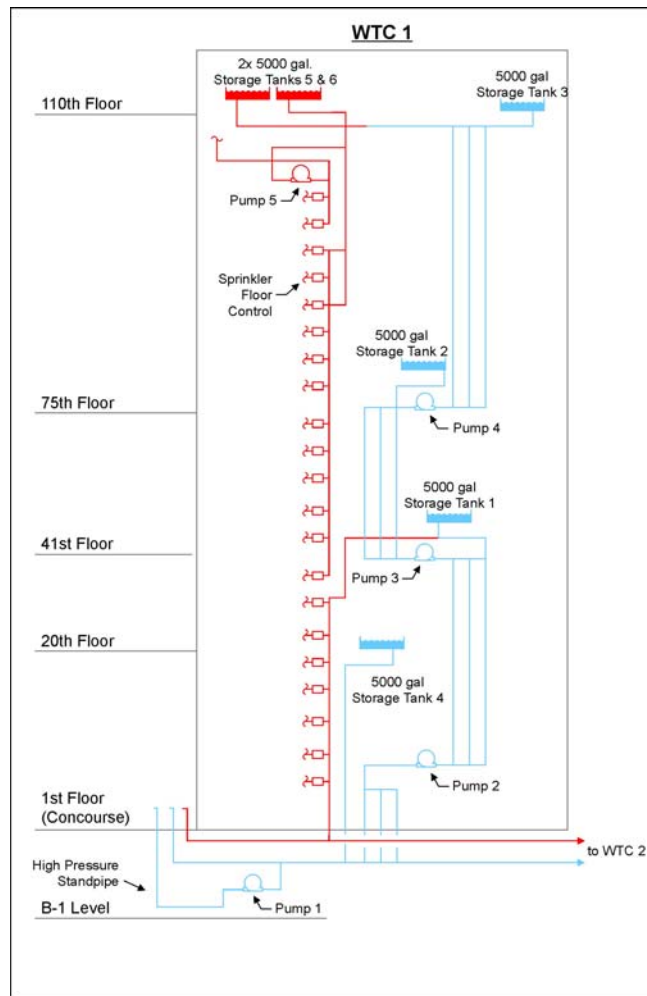 WTC 1
2x 5000 gal.
Storage Tanks 5 & 6
5000 gal
Storage Tank 3
110th Floor
Pump 5
Sprinkler
Floor
Control
5000 gal
Storage Tank 2
75th Floor
Pump 4
5000 gal
Storage Tank 1
41st Floor
Pump 3
20th Floor
5000 gal
Storage Tank 4
Pump 2
1st Floor
(Concourse)
to WTC 2
High Pressure
Standpipe
Pump 1
B-1 Level